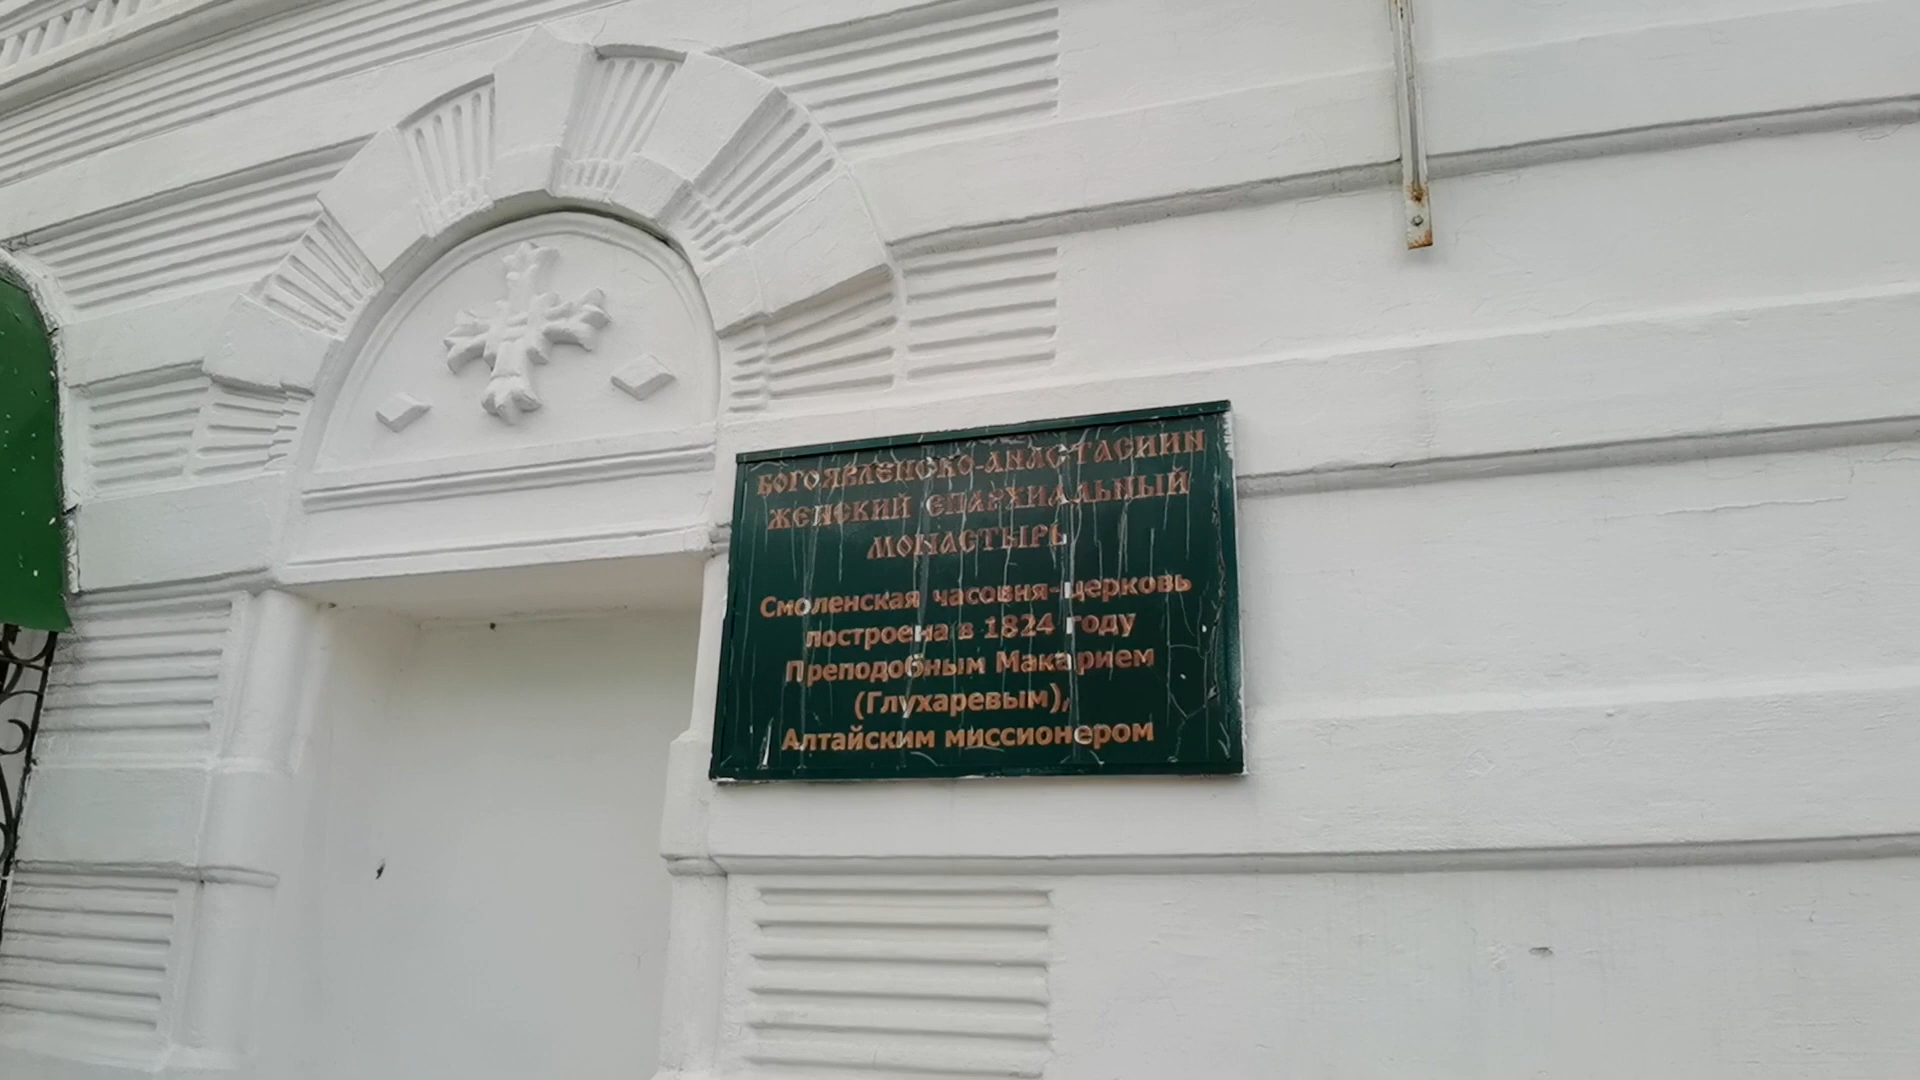 БОГОЯВЛЕНСКО-АНАСТАСИИН
ЖЕНСКИЙ ЕПАРХИАЛЬНЫЙ
МОНАСТЫРЬ
Смоленская часовня-церковь
построена в 1824 году
Преподобным Макарием
(Глухаревым),
Алтайским миссионером